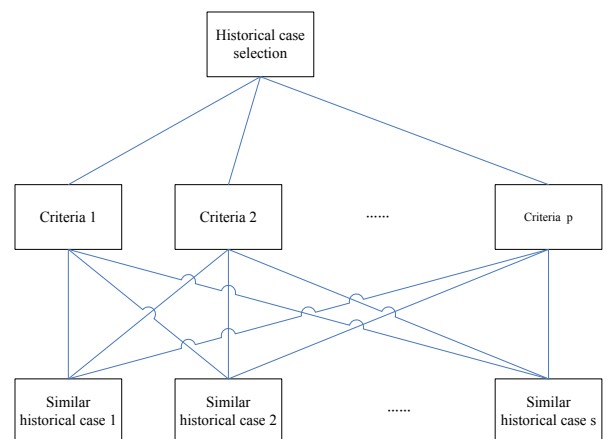 Historical case
selection
Criteria 1
Criteria 2
......
Criteria p
Similar
historical case 1
Similar
historical case 2
......
Similar
historical case s